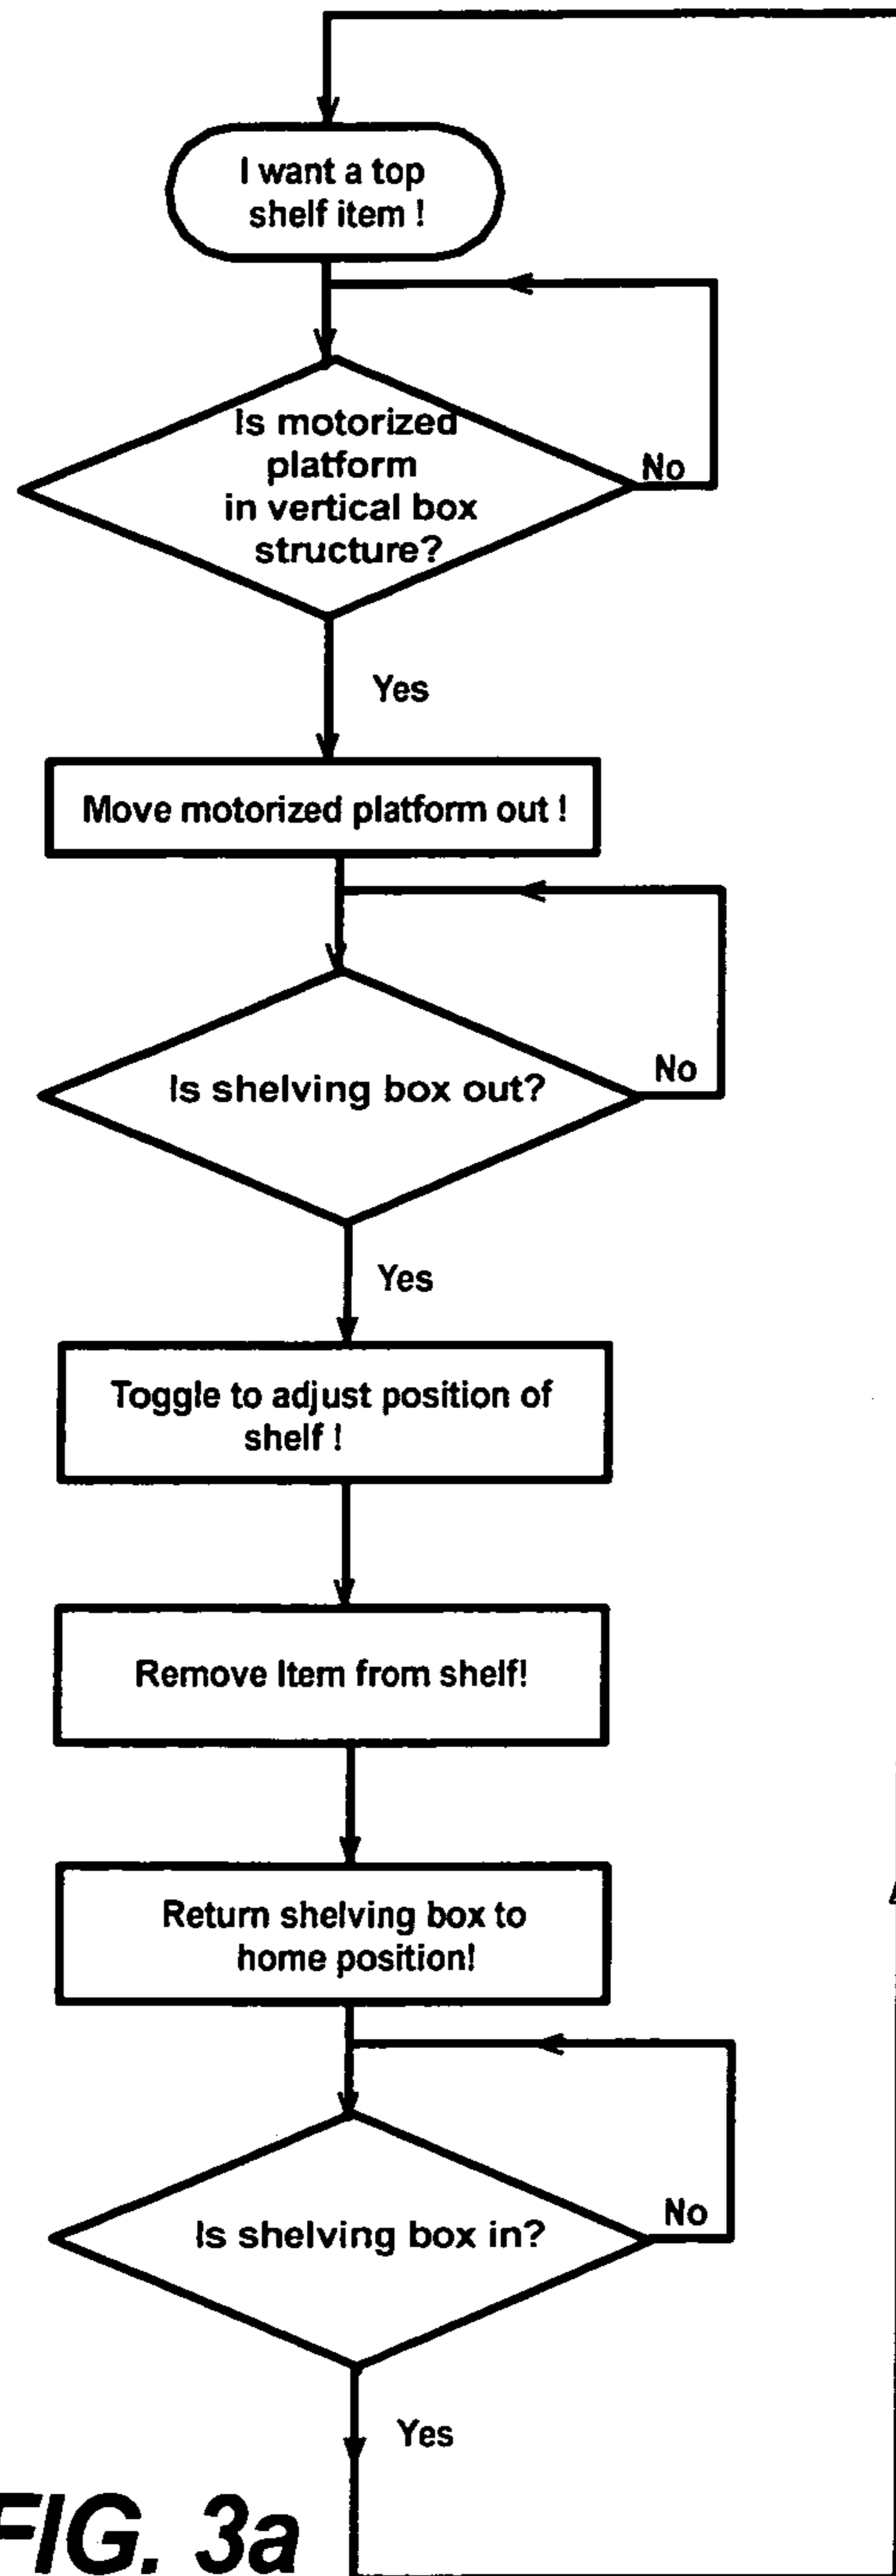 I want a top
shelf item !
Is motorized
platform
in vertical box
structure?
No
Yes
Move motorized platform out !
Is shelving box out?
No
Yes
Toggle to adjust position of
shelf !
Remove Item from shelf!
Return shelving box to
home position!
Is shelving box in?
No
Yes
FIG. 3a